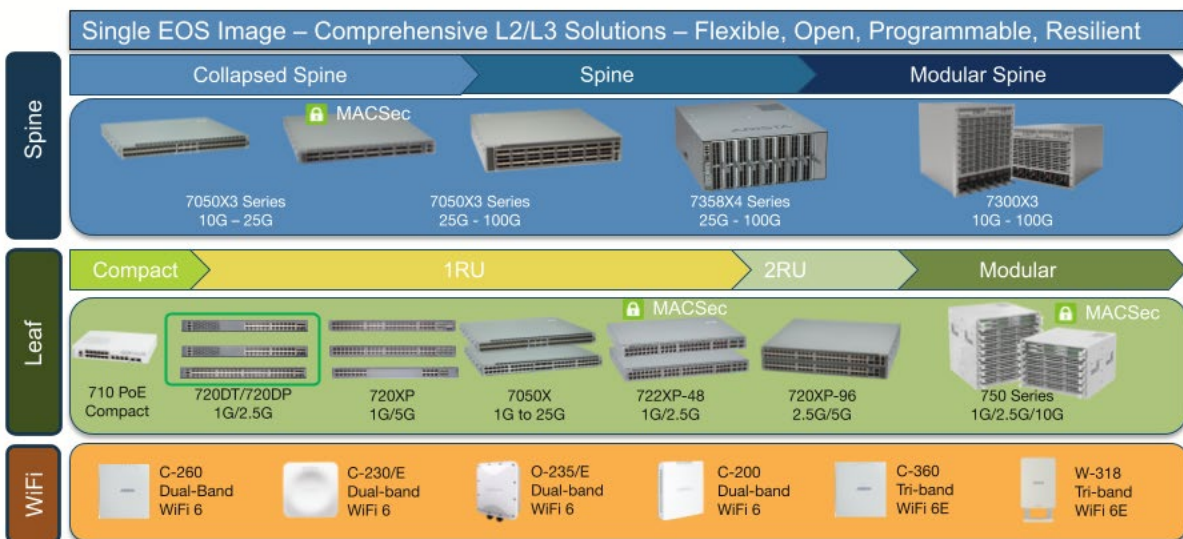 Single EOS Image – Comprehensive L2/L3 Solutions – Flexible, Open, Programmable, Resilient
Spine
Collapsed Spine
Spine
Modular Spine
MACSec
ARISTA
7050X3 Series
10G – 25G
7050X3 Series
25G - 100G
7358X4 Series
25G - 100G
7300X3
10G - 100G
Leaf
Compact
1RU
2RU
Modular
MACSec
MACSec
710 PoE
Compact
720DT/720DP
1G/2.5G
720XP
1G/5G
7050X
1G to 25G
722XP-48
1G/2.5G
720XP-96
2.5G/5G
750 Series
1G/2.5G/10G
WiFi
C-260
Dual-Band
WiFi 6
C-230/E
Dual-band
WiFi 6
O-235/E
Dual-band
WiFi 6
C-200
Dual-band
WiFi 6
C-360
Tri-band
WiFi 6E
W-318
Tri-band
WiFi 6E